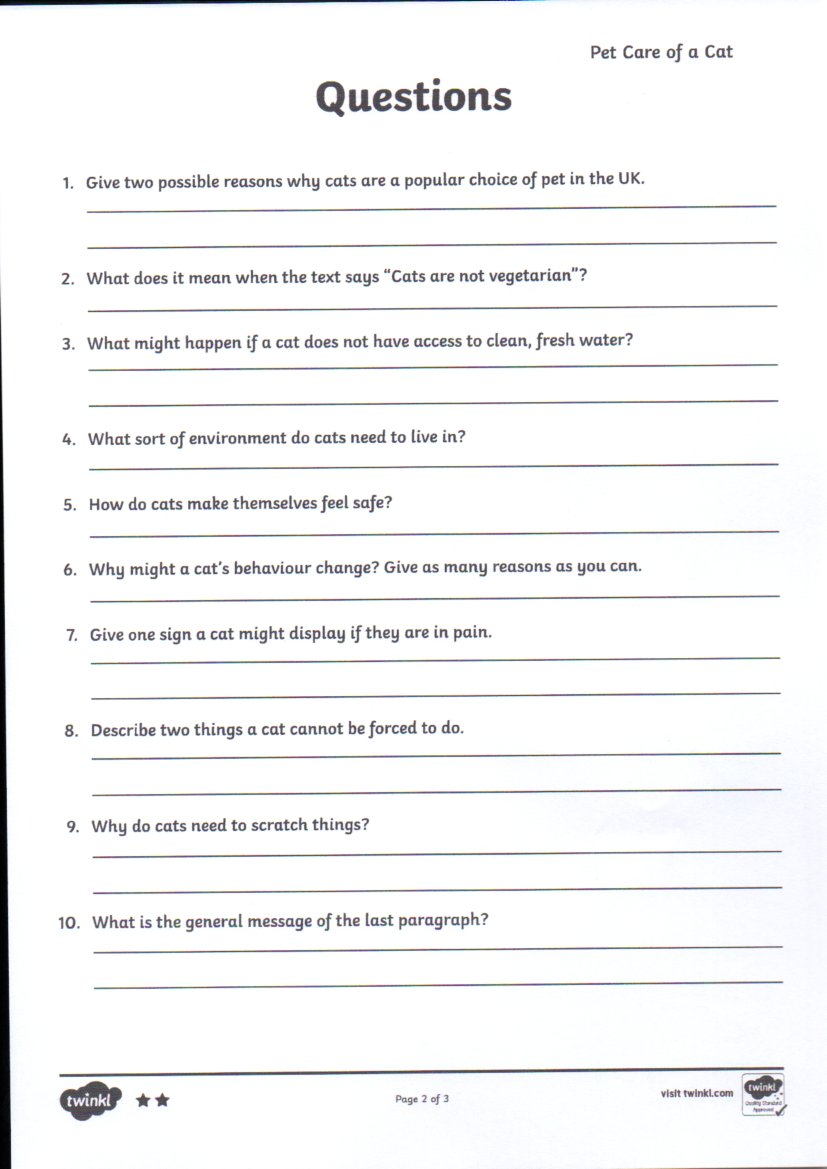 Pet Care of a Cat
Questions
1. Give two possible reasons why cats are a popular choice of pet in the UK.
2. What does it mean when the text says “Cats are not vegetarian”?
3. What might happen if a cat does not have access to clean, fresh water?
4. What sort of environment do cats need to live in?
5. How do cats make themselves feel safe?
6. Why might a cat’s behaviour change? Give as many reasons as you can.
7. Give one sign a cat might display if they are in pain.
8. Describe two things a cat cannot be forced to do.
9. Why do cats need to scratch things?
10. What is the general message of the last paragraph?
twinkl
Page 2 of 3
visit twinkl.com
twinkl
Quality Standard
Approved